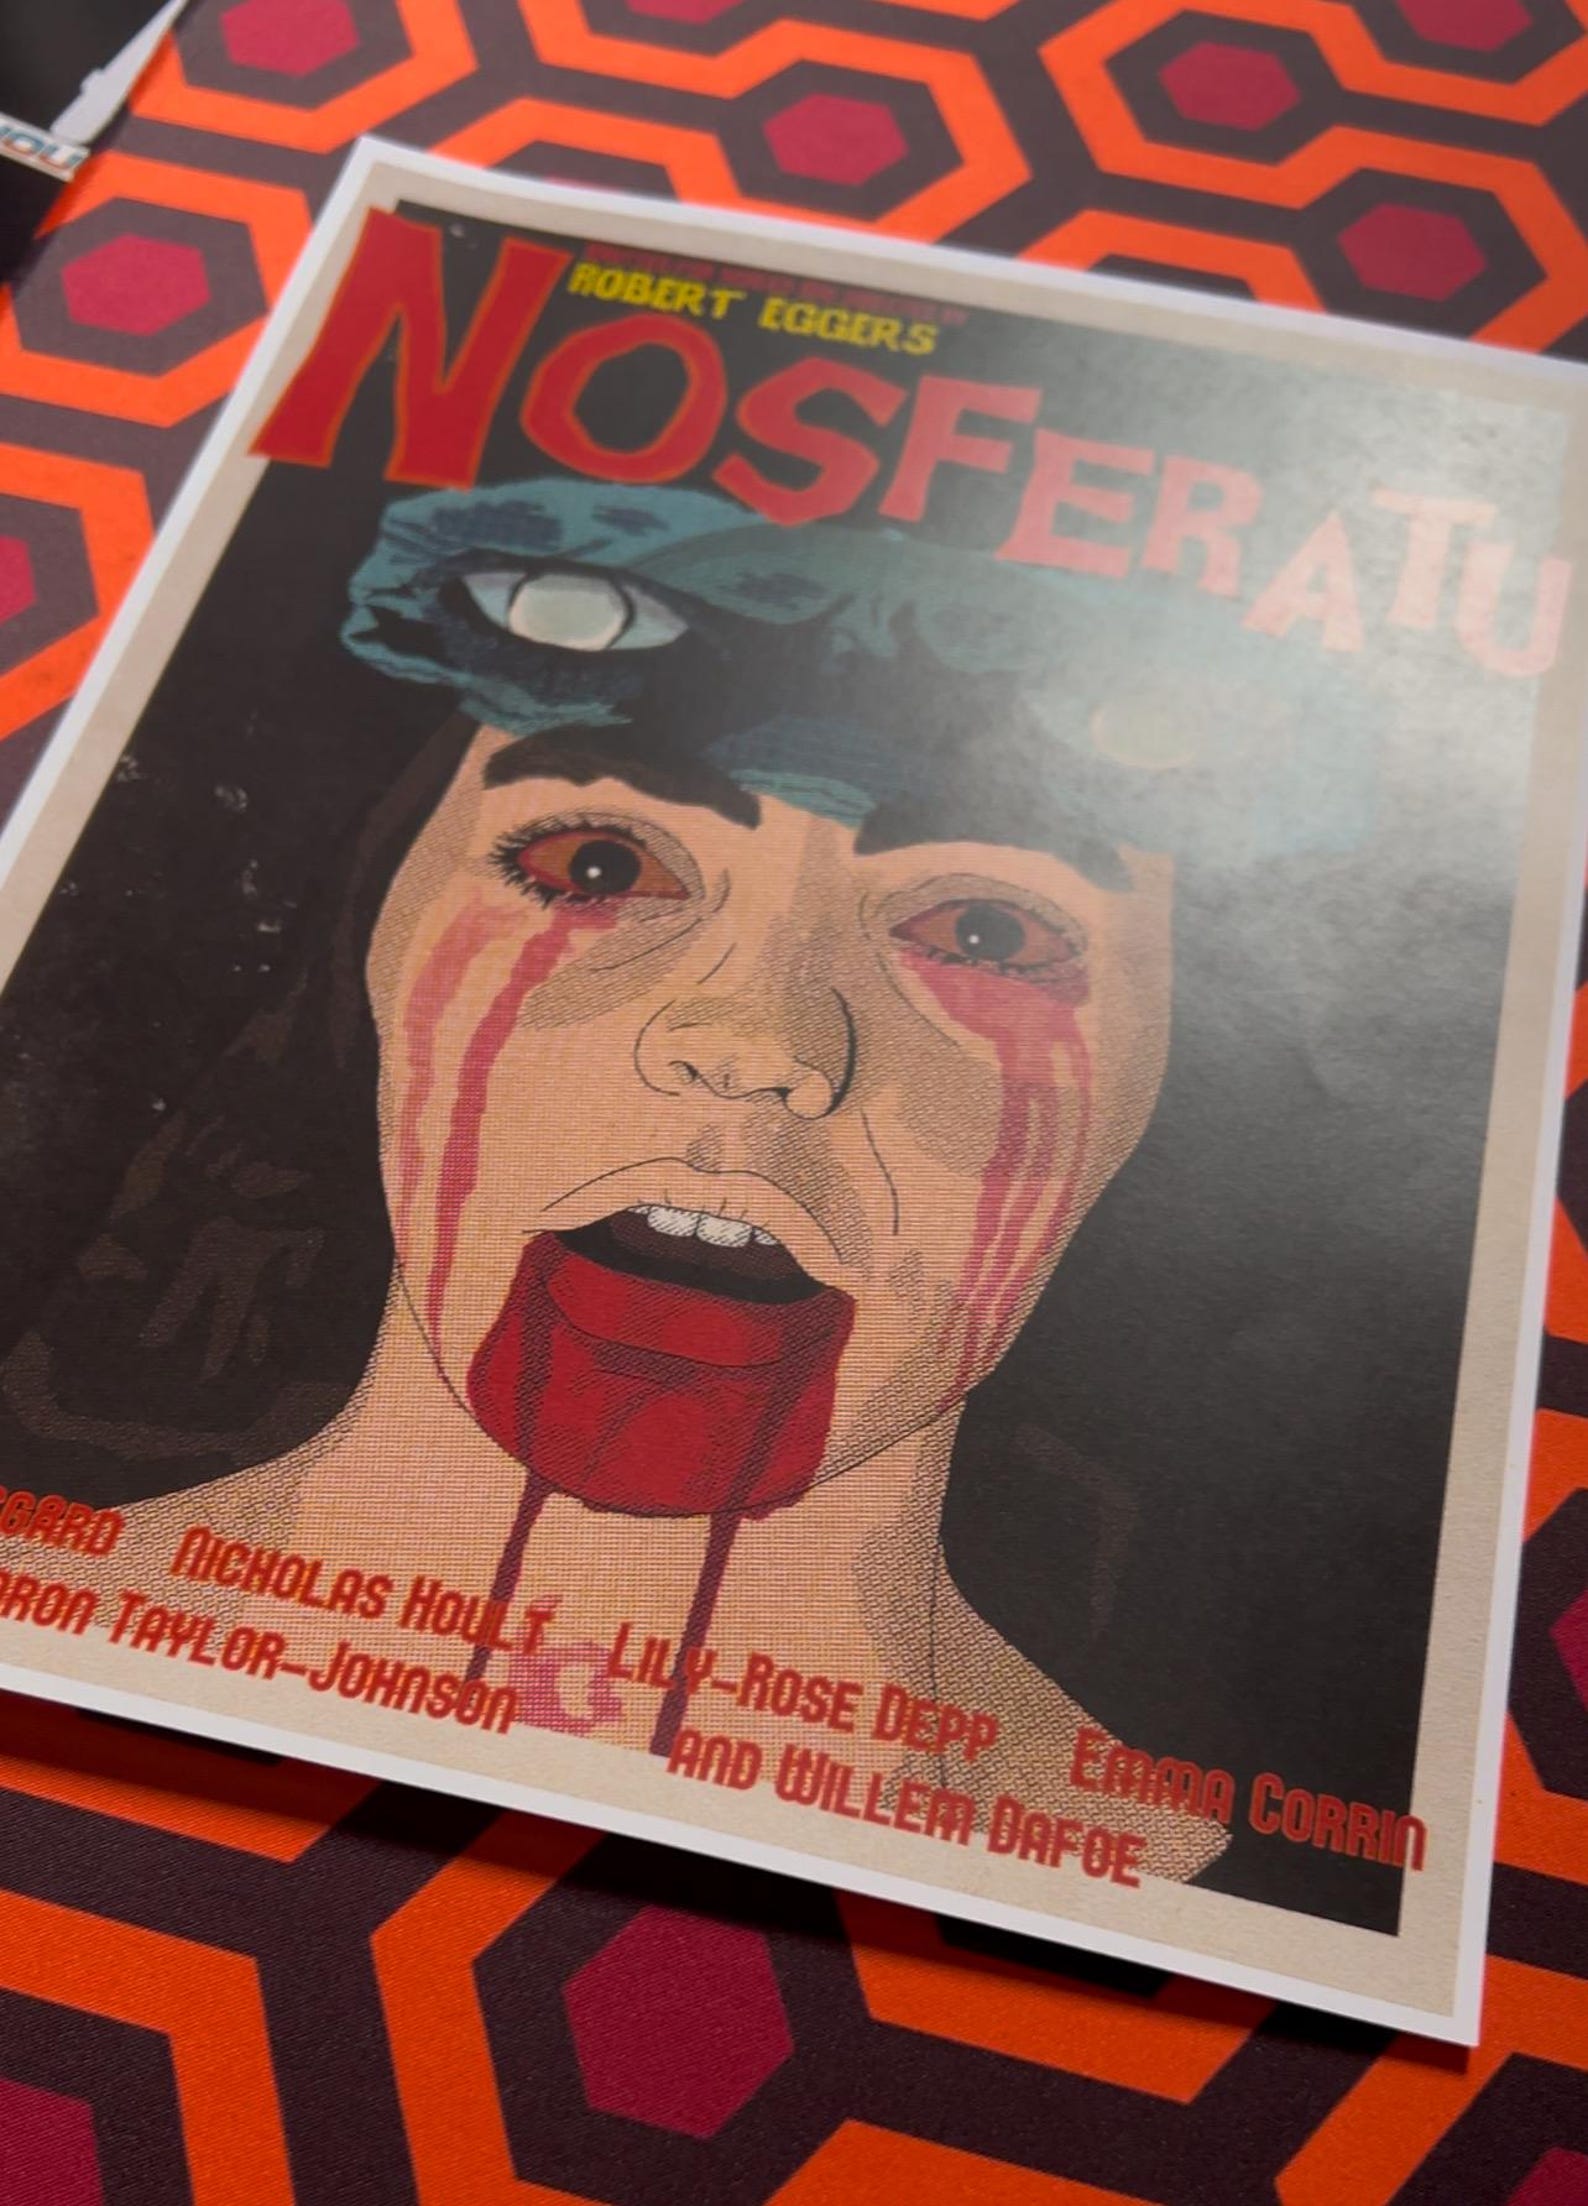 ROBERT EGGERS
NOSFERATU
NICHOLAS HOULT LILY-ROSE DEPP EMMA CORRIN
TAYLOR-JOHNSON AND WILLEM DAFOE